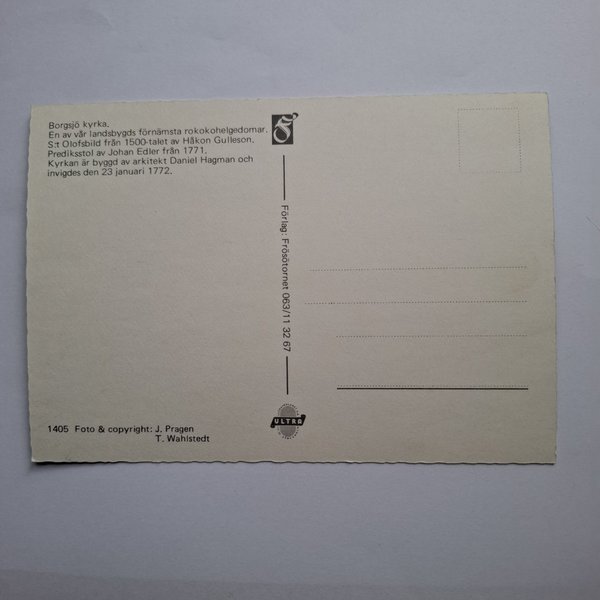 Borgsjö kyrka.
En av vår landsbygds förnämsta rokokohelgedomar.
S:t Olofsbild från 1500-talet av Håkon Gulleson.
Prediksstol av Johan Edler från 1771.
Kyrkan är byggd av arkitekt Daniel Hagman och
invigdes den 23 januari 1772.
Förlag: Frösötornet 063/11 32 67
ULTRA
1405 Foto & copyright: J. Pragen
T. Wahlstedt